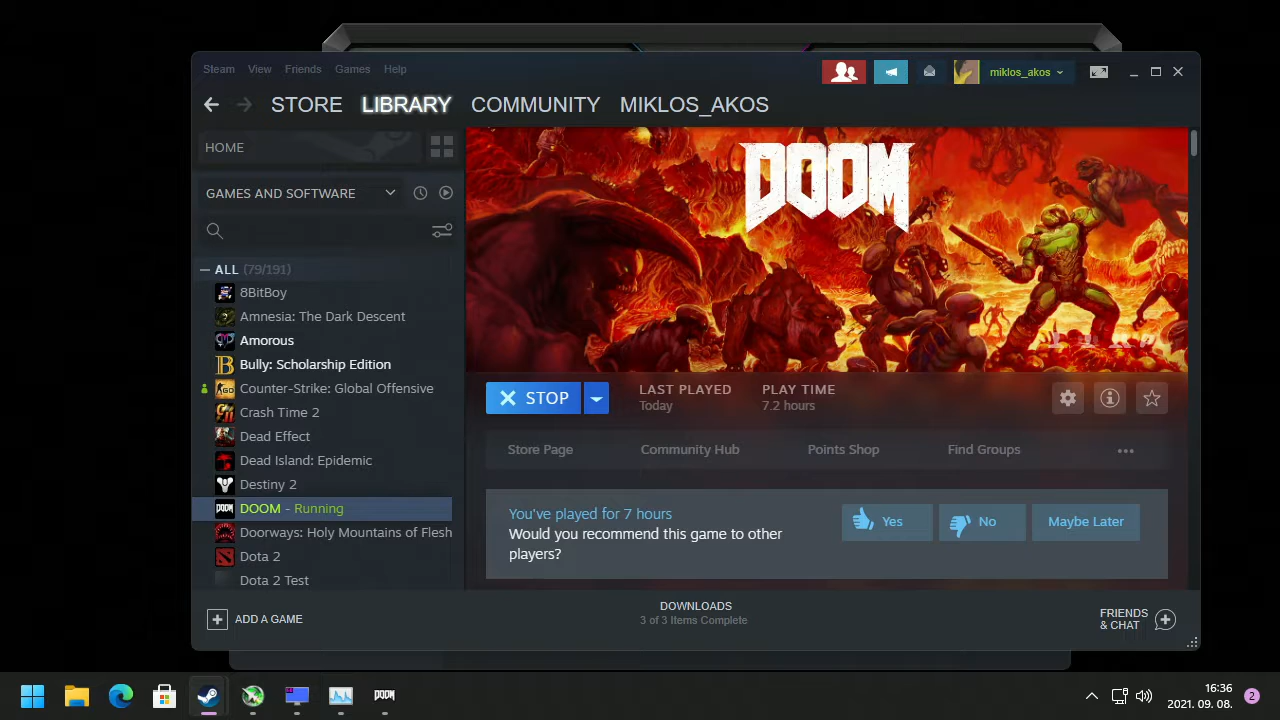 Steam View Friends Games Help
miklos_akos
STORE LIBRARY COMMUNITY MIKLOS_AKOS
HOME
GAMES AND SOFTWARE
ALL (79/191)
8BitBoy
Amnesia: The Dark Descent
Amorous
Bully: Scholarship Edition
Counter-Strike: Global Offensive
Crash Time 2
Dead Effect
Dead Island: Epidemic
Destiny 2
DOOM - Running
Doorways: Holy Mountains of Flesh
Dota 2
Dota 2 Test
DOOM
STOP
LAST PLAYED
Today
PLAY TIME
7.2 hours
Store Page Community Hub Points Shop Find Groups
You've played for 7 hours
Would you recommend this game to other
players?
Yes No Maybe Later
ADD A GAME
DOWNLOADS
3 of 3 Items Complete
FRIENDS
& CHAT
DOOM
16:36
2021. 09. 08.
2